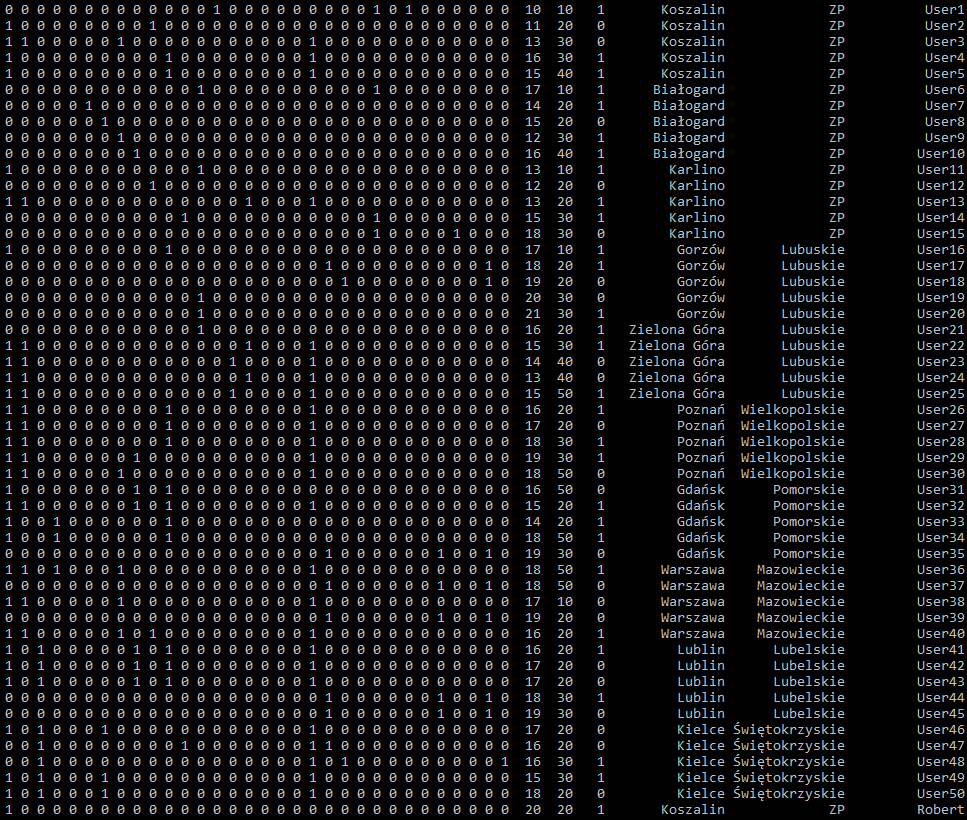 0 0 0 0 0 0 0 0 0 0 0 0 0 1 0 0 0 0 0 0 0 0 0 1 0 1 0 0 0 0 0 0 10 10 1 Koszalin ZP User1
1 0 0 0 0 0 0 0 0 1 0 0 0 0 0 0 0 0 0 0 0 0 0 0 0 0 0 0 0 0 0 0 11 20 0 Koszalin ZP User2
1 1 0 0 0 0 0 1 0 0 0 0 0 0 0 0 0 0 0 1 0 0 0 0 0 0 0 0 0 0 0 0 13 30 0 Koszalin ZP User3
1 0 0 0 0 0 0 0 0 0 1 0 0 0 0 0 0 0 0 1 0 0 0 0 0 0 0 0 0 0 0 0 16 30 1 Koszalin ZP User4
1 0 0 0 0 0 0 0 0 0 1 0 0 0 0 0 0 0 0 1 0 0 0 0 0 0 0 0 0 0 0 0 15 40 1 Koszalin ZP User5
0 0 0 0 0 0 0 0 0 0 0 0 1 0 0 0 0 0 0 0 0 0 0 1 0 0 0 0 0 0 0 0 17 10 1 Białogard ZP User6
0 0 0 0 0 1 0 0 0 0 0 0 0 0 0 0 0 0 0 0 0 0 0 0 0 0 0 0 0 0 0 0 14 20 1 Białogard ZP User7
0 0 0 0 0 0 1 0 0 0 0 0 0 0 0 0 0 0 0 0 0 0 0 0 0 0 0 0 0 0 0 0 15 20 0 Białogard ZP User8
0 0 0 0 0 0 0 1 0 0 0 0 0 0 0 0 0 0 0 0 0 0 0 0 0 0 0 0 0 0 0 0 12 30 1 Białogard ZP User9
0 0 0 0 0 0 0 0 1 0 0 0 0 0 0 0 0 0 0 0 0 0 0 0 0 0 0 0 0 0 0 0 16 40 1 Białogard ZP User10
1 0 0 0 0 0 0 0 0 0 0 0 1 0 0 0 0 0 0 0 0 0 0 0 0 0 0 0 0 0 0 0 13 10 1 Karlino ZP User11
0 0 0 0 0 0 0 0 0 1 0 0 0 0 0 0 0 0 0 0 0 0 0 0 0 0 0 0 0 0 0 0 12 20 0 Karlino ZP User12
1 1 0 0 0 0 0 0 0 0 0 0 0 0 0 1 0 0 0 1 0 0 0 0 0 0 0 0 0 0 0 0 13 20 1 Karlino ZP User13
0 0 0 0 0 0 0 0 0 0 0 1 0 0 0 0 0 0 0 0 0 0 0 1 0 0 0 0 0 0 0 0 15 30 1 Karlino ZP User14
0 0 0 0 0 0 0 0 0 0 0 0 0 0 0 0 0 0 0 0 0 0 0 1 0 0 0 0 1 0 0 0 18 30 0 Karlino ZP User15
1 0 0 0 0 0 0 0 0 0 1 0 0 0 0 0 0 0 0 0 0 0 0 0 0 0 0 0 0 0 0 0 17 10 1 Gorzów Lubuskie User16
0 0 0 0 0 0 0 0 0 0 0 0 0 0 0 0 0 0 0 0 1 0 0 0 0 0 0 0 0 0 1 0 18 20 1 Gorzów Lubuskie User17
0 0 0 0 0 0 0 0 0 0 0 0 0 0 0 0 0 0 0 0 0 1 0 0 0 0 0 0 0 0 1 0 19 20 0 Gorzów Lubuskie User18
0 0 0 0 0 0 0 0 0 0 0 0 1 0 0 0 0 0 0 0 0 0 0 0 0 0 0 0 0 0 0 0 20 30 0 Gorzów Lubuskie User19
0 0 0 0 0 0 0 0 0 0 0 0 1 0 0 0 0 0 0 0 0 0 0 0 0 0 0 0 0 0 0 0 21 30 1 Gorzów Lubuskie User20
0 0 0 0 0 0 0 0 0 0 0 0 1 0 0 0 0 0 0 0 0 0 0 0 0 0 0 0 0 0 0 0 16 20 1 Zielona Góra Lubuskie User21
1 1 0 0 0 0 0 0 0 0 0 0 0 0 0 1 0 0 0 1 0 0 0 0 0 0 0 0 0 0 0 0 15 30 1 Zielona Góra Lubuskie User22
1 1 0 0 0 0 0 0 0 0 0 0 0 0 1 0 0 0 0 1 0 0 0 0 0 0 0 0 0 0 0 0 14 40 0 Zielona Góra Lubuskie User23
1 1 0 0 0 0 0 0 0 0 0 0 0 0 0 1 0 0 0 1 0 0 0 0 0 0 0 0 0 0 0 0 13 40 0 Zielona Góra Lubuskie User24
1 1 0 0 0 0 0 0 0 0 0 0 0 0 1 0 0 0 0 1 0 0 0 0 0 0 0 0 0 0 0 0 15 50 1 Zielona Góra Lubuskie User25
1 1 0 0 0 0 0 0 0 0 1 0 0 0 0 0 0 0 0 1 0 0 0 0 0 0 0 0 0 0 0 0 16 20 1 Poznań Wielkopolskie User26
1 1 0 0 0 0 0 0 0 0 1 0 0 0 0 0 0 0 0 1 0 0 0 0 0 0 0 0 0 0 0 0 17 20 0 Poznań Wielkopolskie User27
1 1 0 0 0 0 0 0 0 0 1 0 0 0 0 0 0 0 0 1 0 0 0 0 0 0 0 0 0 0 0 0 18 30 1 Poznań Wielkopolskie User28
1 1 0 0 0 0 0 0 1 0 0 0 0 0 0 0 0 0 0 1 0 0 0 0 0 0 0 0 0 0 0 0 19 30 1 Poznań Wielkopolskie User29
1 1 0 0 0 0 0 1 0 0 0 0 0 0 0 0 0 0 0 1 0 0 0 0 0 0 0 0 0 0 0 0 18 50 0 Poznań Wielkopolskie User30
1 0 0 0 0 0 0 0 1 0 1 0 0 0 0 0 0 0 0 0 0 0 0 0 0 0 0 0 0 0 0 0 16 50 0 Gdańsk Pomorskie User31
1 1 0 0 0 0 0 0 1 0 1 0 0 0 0 0 0 0 0 1 0 0 0 0 0 0 0 0 0 0 0 0 15 20 1 Gdańsk Pomorskie User32
1 0 0 1 0 0 0 0 0 0 1 0 0 0 0 0 0 0 0 0 0 0 0 0 0 0 0 0 0 0 0 0 14 20 1 Gdańsk Pomorskie User33
1 0 0 1 0 0 0 0 0 0 1 0 0 0 0 0 0 0 0 0 0 0 0 0 0 0 0 0 0 0 0 0 18 50 1 Gdańsk Pomorskie User34
0 0 0 0 0 0 0 0 0 0 0 0 0 0 0 0 0 0 0 0 1 0 0 0 0 0 0 1 0 0 1 0 19 30 0 Gdańsk Pomorskie User35
1 1 0 1 0 0 0 1 0 0 0 0 0 0 0 0 0 0 0 1 0 0 0 0 0 0 0 0 0 0 0 0 18 50 1 Warszawa Mazowieckie User36
0 0 0 0 0 0 0 0 0 0 0 0 0 0 0 0 0 0 0 0 1 0 0 0 0 0 0 1 0 0 1 0 18 50 0 Warszawa Mazowieckie User37
1 1 0 0 0 0 0 1 0 0 0 0 0 0 0 0 0 0 0 1 0 0 0 0 0 0 0 0 0 0 0 0 17 10 0 Warszawa Mazowieckie User38
0 0 0 0 0 0 0 0 0 0 0 0 0 0 0 0 0 0 0 0 1 0 0 0 0 0 0 1 0 0 1 0 19 20 0 Warszawa Mazowieckie User39
1 1 0 0 0 0 0 1 0 1 0 0 0 0 0 0 0 0 0 1 0 0 0 0 0 0 0 0 0 0 0 0 16 20 1 Warszawa Mazowieckie User40
1 0 1 0 0 0 0 0 1 0 1 0 0 0 0 0 0 0 0 1 0 0 0 0 0 0 0 0 0 0 0 0 16 20 1 Lublin Lubelskie User41
1 0 1 0 0 0 0 0 1 0 1 0 0 0 0 0 0 0 0 1 0 0 0 0 0 0 0 0 0 0 0 0 17 20 0 Lublin Lubelskie User42
1 0 1 0 0 0 0 0 1 0 1 0 0 0 0 0 0 0 0 1 0 0 0 0 0 0 0 0 0 0 0 0 17 20 0 Lublin Lubelskie User43
0 0 0 0 0 0 0 0 0 0 0 0 0 0 0 0 0 0 0 0 1 0 0 0 0 0 0 1 0 0 1 0 18 30 1 Lublin Lubelskie User44
0 0 0 0 0 0 0 0 0 0 0 0 0 0 0 0 0 0 0 0 1 0 0 0 0 0 0 1 0 0 1 0 19 30 0 Lublin Lubelskie User45
1 0 1 0 0 0 1 0 0 0 0 0 0 0 0 0 0 0 0 1 0 0 0 0 0 0 0 0 0 0 0 0 17 20 0 Kielce Świętokrzyskie User46
0 0 1 0 0 0 0 0 0 0 0 1 0 0 0 0 0 0 0 1 1 0 0 0 0 0 0 0 0 0 0 0 16 20 0 Kielce Świętokrzyskie User47
0 0 1 0 0 0 0 0 0 0 0 0 0 0 0 0 0 0 0 1 0 1 0 0 0 0 0 0 0 0 0 1 16 30 1 Kielce Świętokrzyskie User48
1 0 1 0 0 0 1 0 0 0 0 0 0 0 0 0 0 0 0 1 0 0 0 0 0 0 0 0 0 0 0 0 15 30 1 Kielce Świętokrzyskie User49
1 0 1 0 0 0 1 0 0 0 0 0 0 0 0 0 0 0 0 1 0 0 0 0 0 0 0 0 0 0 0 0 18 20 0 Kielce Świętokrzyskie User50
1 0 0 0 0 0 0 0 0 0 0 0 0 0 0 0 0 0 0 0 0 0 0 0 0 0 0 0 0 0 0 0 20 20 1 Koszalin ZP Robert